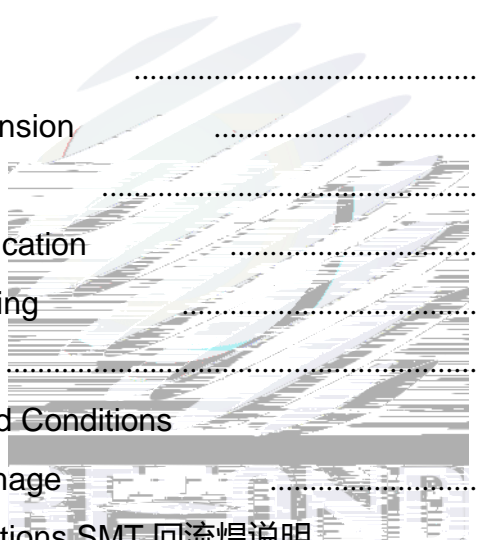 ........................................
nsion ........................................
........................................
cation ........................................
ing ........................................
........................................
d Conditions
nage ........................................
tions SMT 回流焊说明